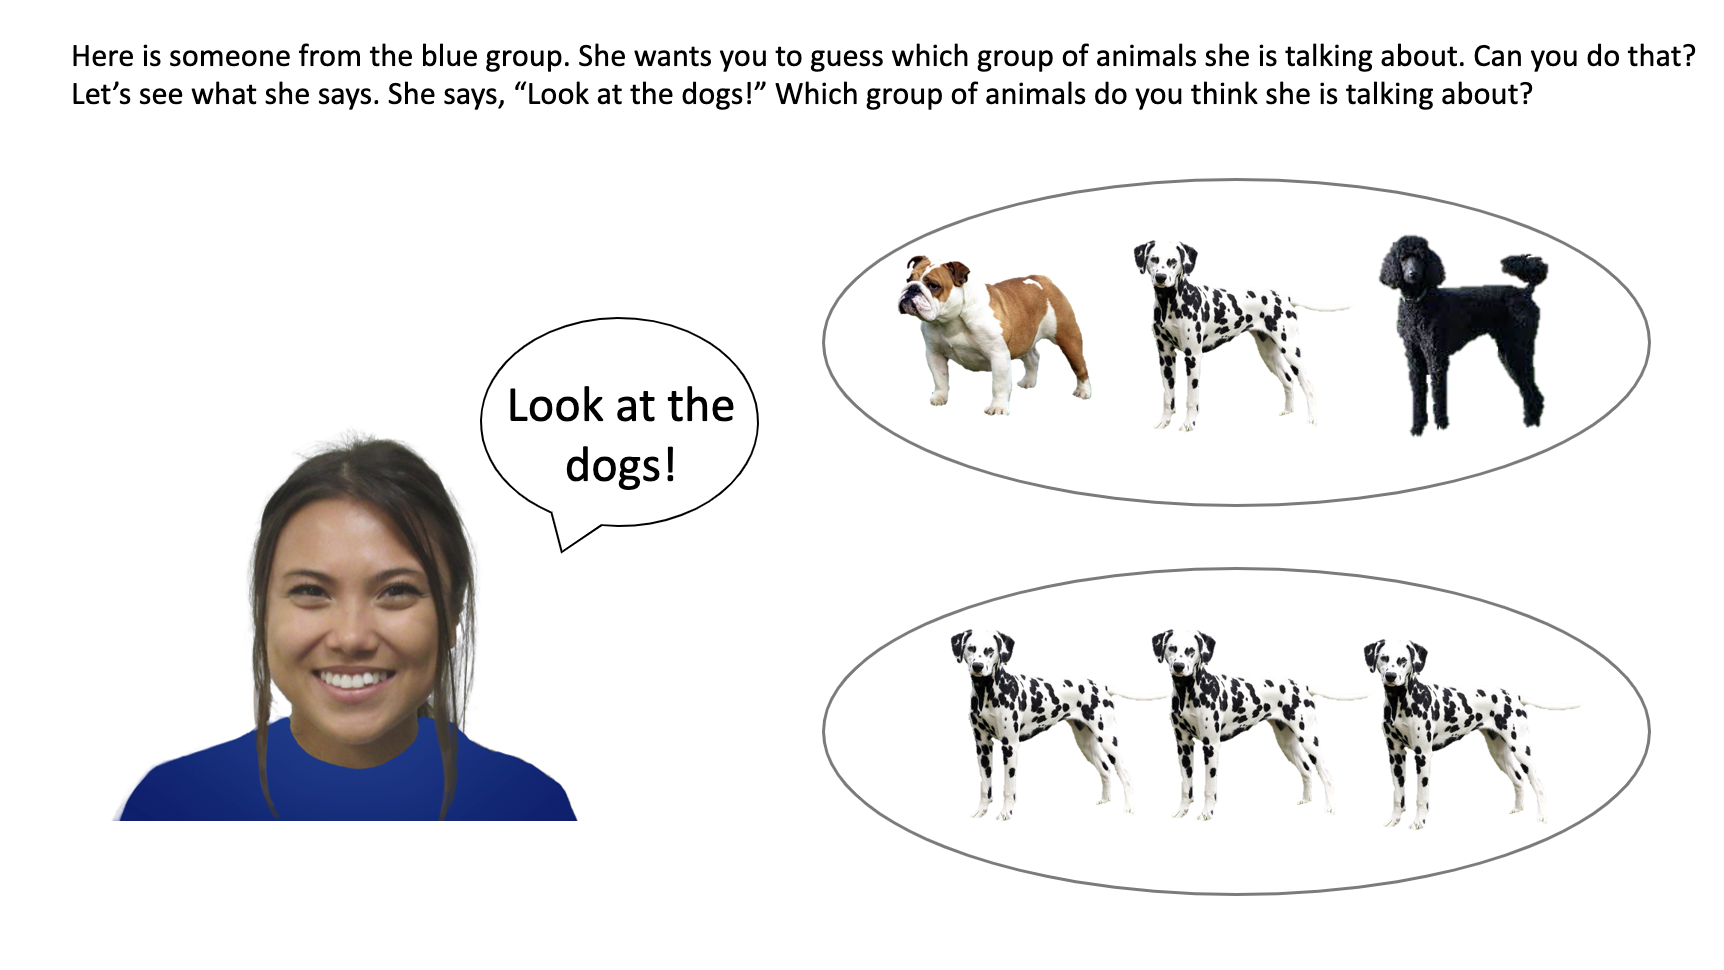 Here is someone from the blue group. She wants you to guess which group of animals she is talking about. Can you do that?
Let’s see what she says. She says, “Look at the dogs!” Which group of animals do you think she is talking about?
Look at the
dogs!